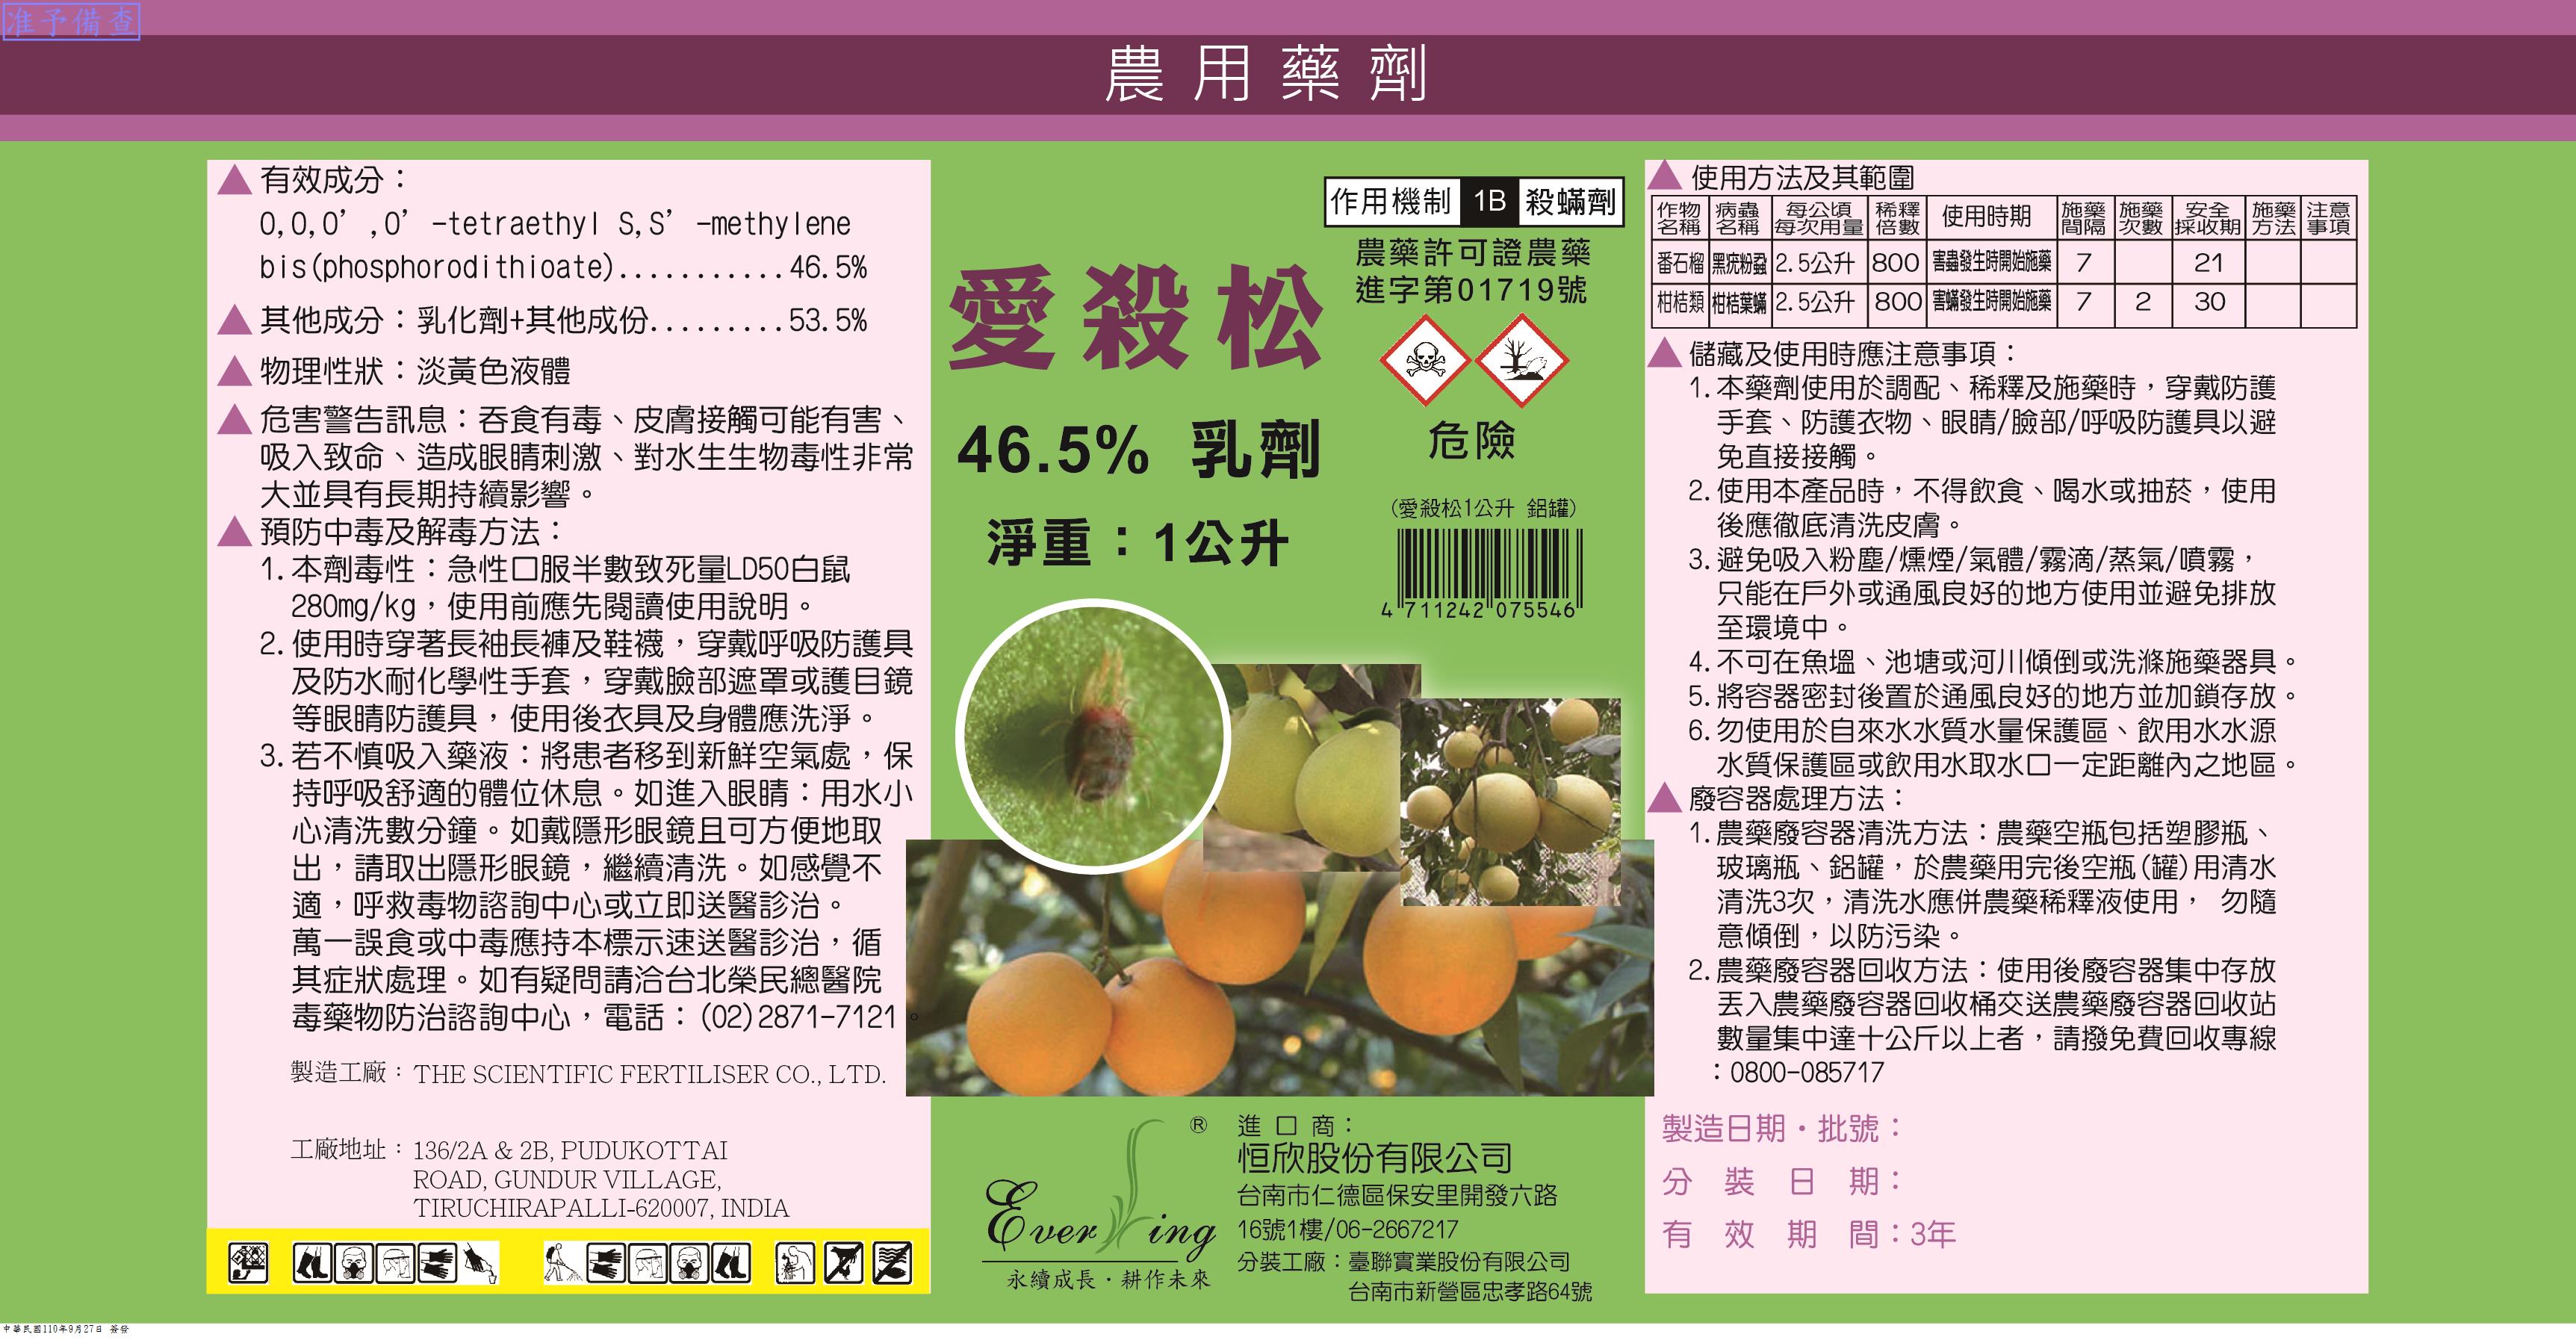 准予備查
農用藥劑
▲ 有效成分：
O,O,O’,O’-tetraethyl S,S’-methylene
bis(phosphorodithioate)...........46.5%
▲ 其他成分：乳化劑+其他成份.........53.5%
▲ 物理性狀：淡黃色液體
▲ 危害警告訊息：吞食有毒、皮膚接觸可能有害、
吸入致命、造成眼睛刺激、對水生生物毒性非常
大並具有長期持續影響。
▲ 預防中毒及解毒方法：
1.本劑毒性：急性口服半數致死量LD50白鼠
280mg/kg，使用前應先閱讀使用說明。
2.使用時穿著長袖長褲及鞋襪，穿戴呼吸防護具
及防水耐化學性手套，穿戴臉部遮罩或護目鏡
等眼睛防護具，使用後衣具及身體應洗淨。
3.若不慎吸入藥液：將患者移到新鮮空氣處，保
持呼吸舒適的體位休息。如進入眼睛：用水小
心清洗數分鐘。如戴隱形眼鏡且可方便地取
出，請取出隱形眼鏡，繼續清洗。如感覺不
適，呼救毒物諮詢中心或立即送醫診治。
萬一誤食或中毒應持本標示速送醫診治，循
其症狀處理。如有疑問請洽台北榮民總醫院
毒藥物防治諮詢中心，電話：(02)2871-7121。
製造工廠：THE SCIENTIFIC FERTILISER CO., LTD.
工廠地址：136/2A & 2B, PUDUKOTTAI
ROAD, GUNDUR VILLAGE,
TIRUCHIRAPALLI-620007, INDIA
作用機制 1B 殺蟎劑
農藥許可證農藥
進字第01719號
愛殺松
46.5% 乳劑
危險
淨重：1公升
(愛殺松1公升 鋁罐)
4 711242 075546
Ever Ying ®
永續成長·耕作未來
進口商：
恒欣股份有限公司
台南市仁德區保安里開發六路
16號1樓/06-2667217
分裝工廠：臺聯實業股份有限公司
台南市新營區忠孝路64號
▲ 使用方法及其範圍
作物名稱 病蟲名稱 每公頃每次用量 稀釋倍數 使用時期 施藥間隔 施藥次數 安全採收期 施藥方法 注意事項
番石榴 黑疣粉蝨 2.5公升 800 害蟲發生時開始施藥 7 21
柑桔類 柑桔葉蟎 2.5公升 800 害蟎發生時開始施藥 7 2 30
▲ 儲藏及使用時應注意事項：
1.本藥劑使用於調配、稀釋及施藥時，穿戴防護
手套、防護衣物、眼睛/臉部/呼吸防護具以避
免直接接觸。
2.使用本產品時，不得飲食、喝水或抽菸，使用
後應徹底清洗皮膚。
3.避免吸入粉塵/燻煙/氣體/霧滴/蒸氣/噴霧，
只能在戶外或通風良好的地方使用並避免排放
至環境中。
4.不可在魚塭、池塘或河川傾倒或洗滌施藥器具。
5.將容器密封後置於通風良好的地方並加鎖存放。
6.勿使用於自來水水質水量保護區、飲用水水源
水質保護區或飲用水取水口一定距離內之地區。
▲ 廢容器處理方法：
1.農藥廢容器清洗方法：農藥空瓶包括塑膠瓶、
玻璃瓶、鋁罐，於農藥用完後空瓶(罐)用清水
清洗3次，清洗水應併農藥稀釋液使用， 勿隨
意傾倒，以防污染。
2.農藥廢容器回收方法：使用後廢容器集中存放
丟入農藥廢容器回收桶交送農藥廢容器回收站
數量集中達十公斤以上者，請撥免費回收專線
：0800-085717
製造日期·批號：
分裝日期：
有效期間：3年
中華民國110年9月27日 簽發